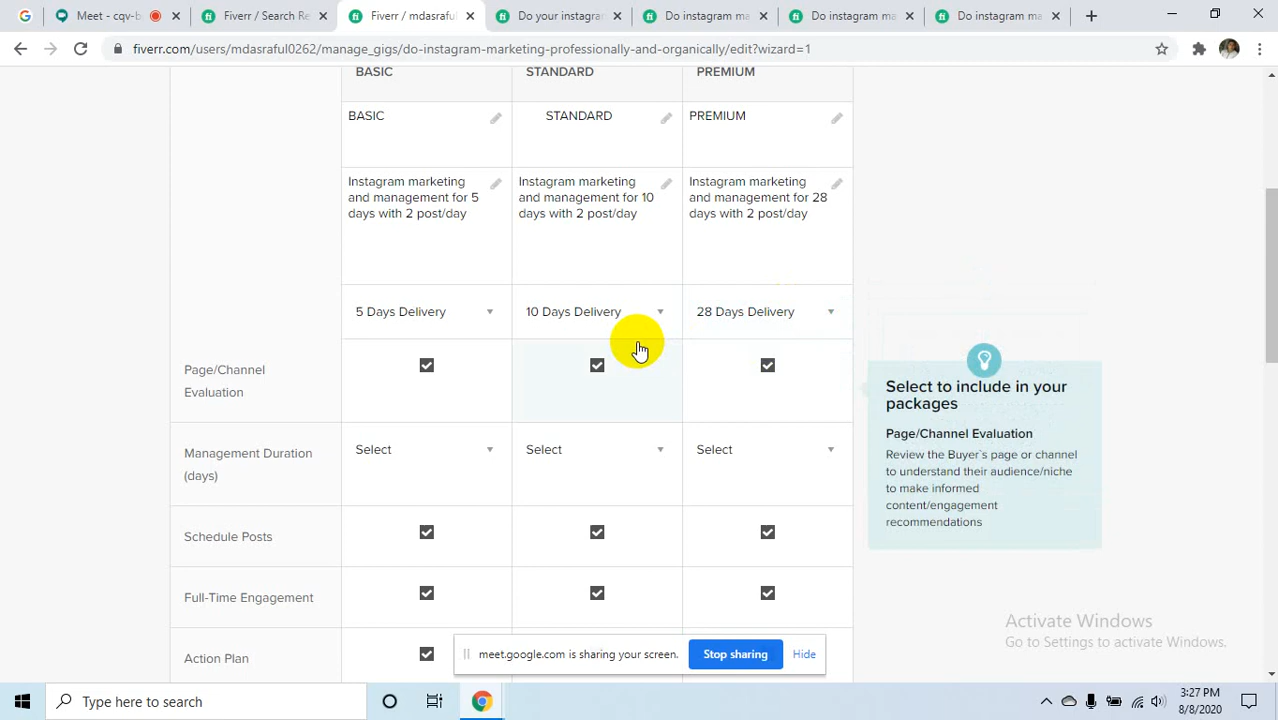 Meet - cqv-b
Fiverr / Search Re
Fiverr / mdasraful
Do your instagram
Do instagram ma
Do instagram ma
Do instagram ma
fiverr.com/users/mdasraful0262/manage_gigs/do-instagram-marketing-professionally-and-organically/edit?wizard=1
BASIC STANDARD PREMIUM
BASIC
STANDARD
PREMIUM
Instagram marketing
and management for 5
days with 2 post/day
Instagram marketing
and management for 10
days with 2 post/day
Instagram marketing
and management for 28
days with 2 post/day
5 Days Delivery
10 Days Delivery
28 Days Delivery
Page/Channel
Evaluation
Management Duration
(days)
Select
Select
Select
Schedule Posts
Full-Time Engagement
Action Plan
Select to include in your
packages
Page/Channel Evaluation
Review the Buyer`s page or channel
to understand their audience/niche
to make informed
content/engagement
recommendations
Activate Windows
Go to Settings to activate Windows.
meet.google.com is sharing your screen.
Stop sharing
Hide
Type here to search
3:27 PM
8/8/2020